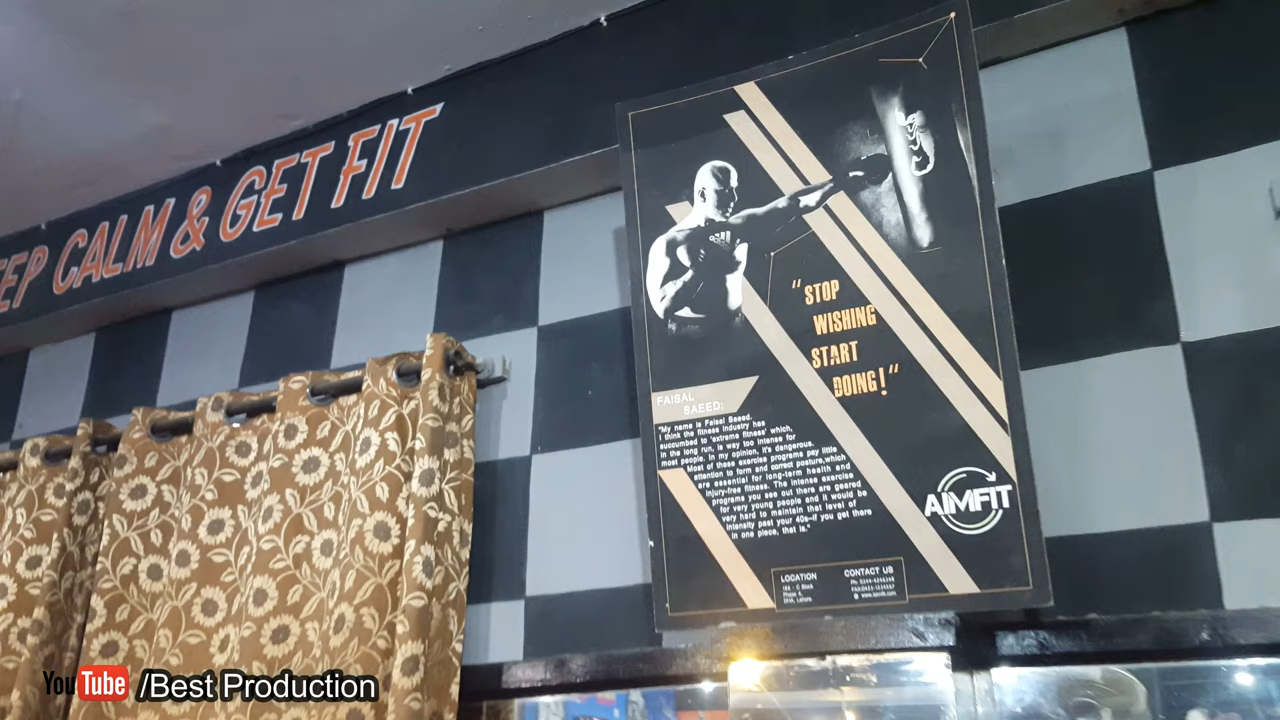 EEP CALM & GET FIT
"STOP
WISHING
START
DOING!"
FAISAL
SAEED:
"My name is Faisal Saeed.
I think the fitness industry has
succumbed to 'extreme fitness' which,
in the long run, is way too intense for
most people. In my opinion, it's dangerous.
Most of these exercise programs pay little
attention to form and correct posture,which
are essential for long-term health and
injury-free fitness. The intense exercise
programs you see out there are geared
for very young people and it would be
very hard to maintain that level of
intensity past your 40s—if you get there
in one piece, that is."
AIMFIT
LOCATION
C Block
Phase
DHA, Lahore
CONTACT US
YouTube /Best Production